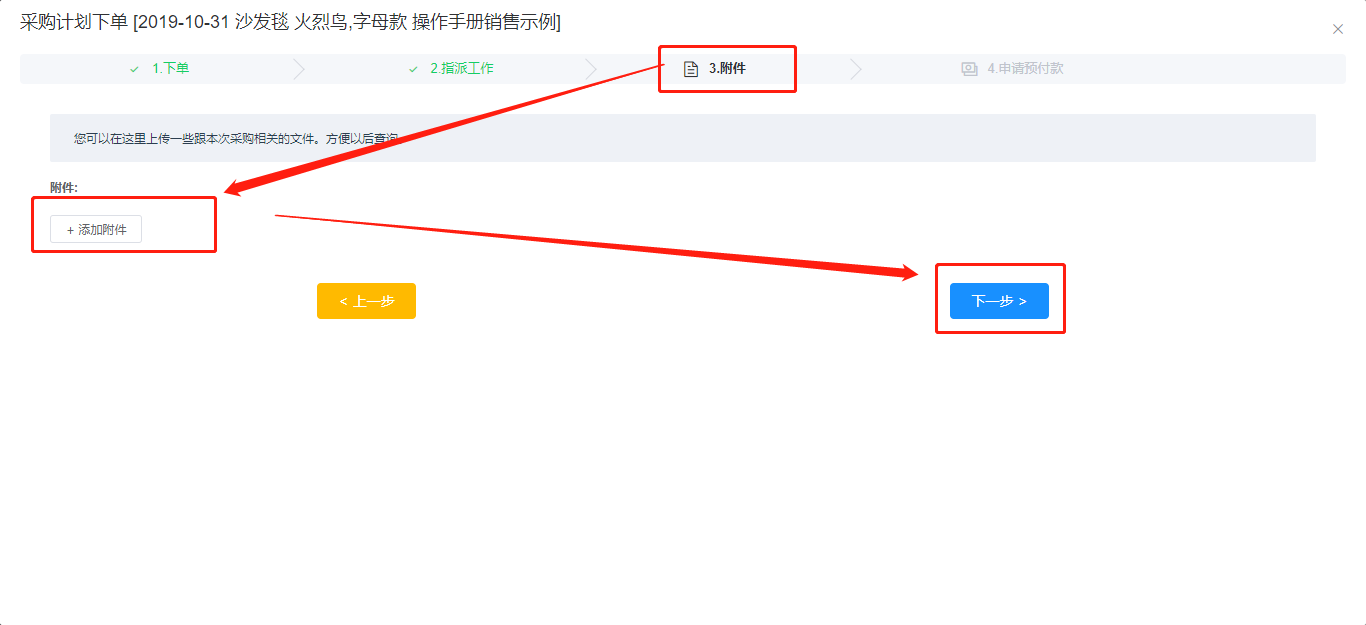 采购计划下单 [2019-10-31 沙发毯 火烈鸟,字母款 操作手册销售示例]
1.下单
2.指派工作
3.附件
4.申请预付款
您可以在这里上传一些跟本次采购相关的文件。方便以后查询
附件:
+ 添加附件
< 上一步
下一步 >